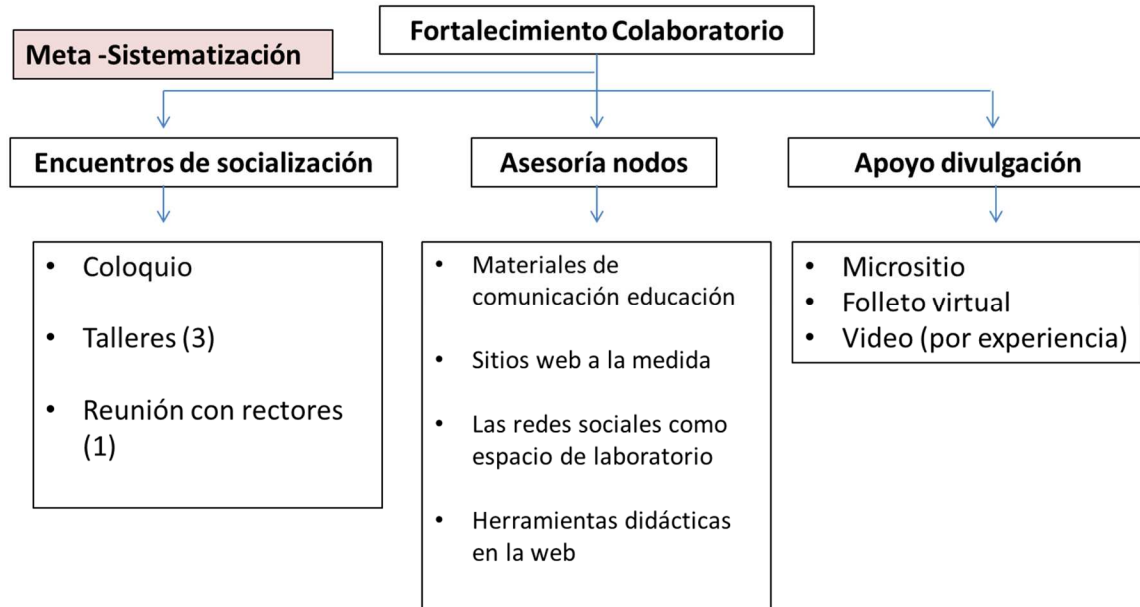 Fortalecimiento Colaboratorio
Meta -Sistematización
Encuentros de socialización
Asesoría nodos
Apoyo divulgación
• Coloquio
• Talleres (3)
• Reunión con rectores
(1)
• Materiales de
comunicación educación
• Sitios web a la medida
• Las redes sociales como
espacio de laboratorio
• Herramientas didácticas
en la web
• Micrositio
• Folleto virtual
• Video (por experiencia)